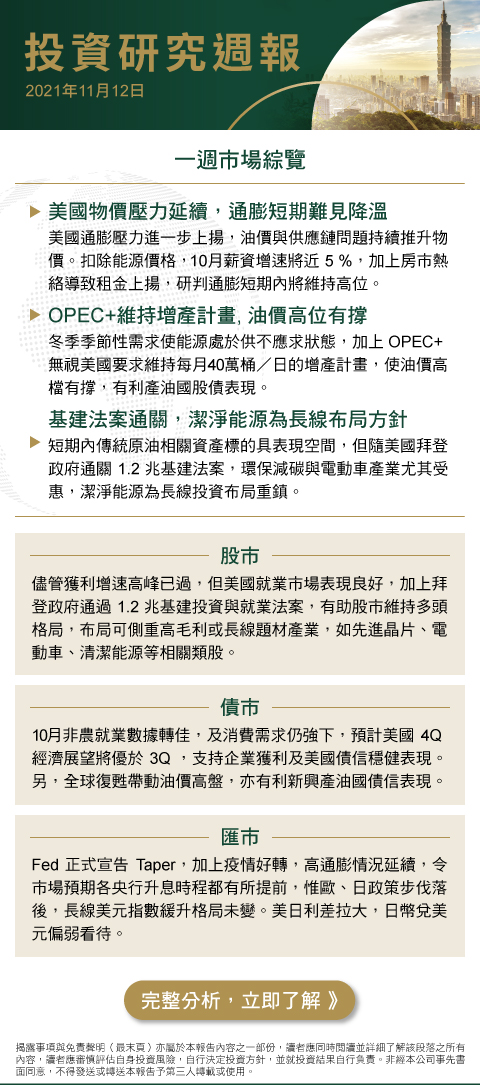 投資研究週報
2021年11月12日
一週市場綜覽
美國物價壓力延續，通膨短期難見降溫
美國通膨壓力進一步上揚，油價與供應鏈問題持續推升物
價。扣除能源價格，10月薪資增速將近 5 %，加上房市熱
絡導致租金上揚，研判通膨短期內將維持高位。
OPEC+維持增產計畫, 油價高位有撐
冬季季節性需求使能源處於供不應求狀態，加上 OPEC+
無視美國要求維持每月40萬桶／日的增產計畫，使油價高
檔有撐，有利產油國股債表現。
基建法案通關，潔淨能源為長線布局方針
短期內傳統原油相關資產標的具表現空間，但隨美國拜登
政府通關 1.2 兆基建法案，環保減碳與電動車產業尤其受
惠，潔淨能源為長線投資布局重鎮。
股市
儘管獲利增速高峰已過，但美國就業市場表現良好，加上拜
登政府通過 1.2 兆基建投資與就業法案，有助股市維持多頭
格局，布局可側重高毛利或長線題材產業，如先進晶片、電
動車、清潔能源等相關類股。
債市
10月非農就業數據轉佳，及消費需求仍強下，預計美國 4Q
經濟展望將優於 3Q ，支持企業獲利及美國債信穩健表現。
另，全球復甦帶動油價高盤，亦有利新興產油國債信表現。
匯市
Fed 正式宣告 Taper，加上疫情好轉，高通膨情況延續，令
市場預期各央行升息時程都有所提前，惟歐、日政策步伐落
後，長線美元指數緩升格局未變。美日利差拉大，日幣兌美
元偏弱看待。
完整分析，立即了解 》
揭露事項與免責聲明（最末頁）亦屬於本報告內容之一部份，讀者應同時閱讀並詳細了解該段落之所有
內容，讀者應審慎評估自身投資風險，自行決定投資方針，並就投資結果自行負責。非經本公司事先書
面同意，不得發送或轉送本報告予第三人轉載或使用。